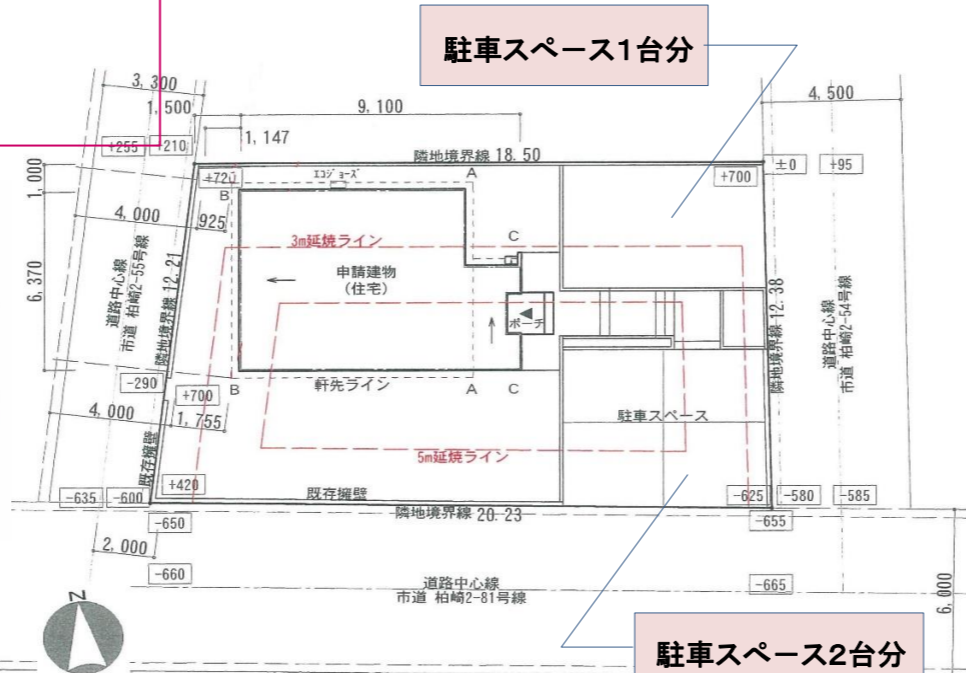 駐車スペース1台分
3,300
1,500
9,100
4,500
1,147
+255
+210
隣地境界線 18.50
±0
+95
+720
エコジョーズ
A
+700
1,000
B
4,000
925
C
3m延焼ライン
6,370
道路中心線
市道 柏崎2-55号線
隣地境界線 12.21
申請建物
(住宅)
ポーチ
隣地境界線 12.38
道路中心線
市道 柏崎2-54号線
-290
B
軒先ライン
A
C
+700
4,000
1,755
駐車スペース
既存擁壁
5m延焼ライン
+420
既存擁壁
-635
-600
-625
-580
-585
隣地境界線 20.23
-650
-655
2,000
-660
道路中心線
市道 柏崎2-81号線
-665
6,000
N
駐車スペース2台分